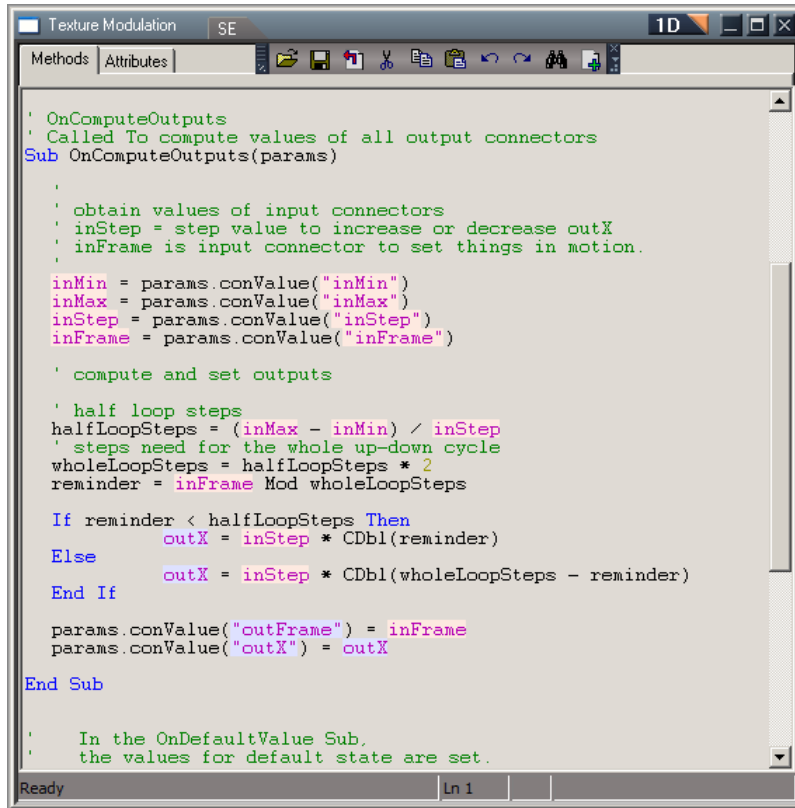 Texture Modulation SE 1D
Methods Attributes
' OnComputeOutputs
' Called To compute values of all output connectors
Sub OnComputeOutputs(params)
'
' obtain values of input connectors
' inStep = step value to increase or decrease outX
' inFrame is input connector to set things in motion.
'
inMin = params.conValue("inMin")
inMax = params.conValue("inMax")
inStep = params.conValue("inStep")
inFrame = params.conValue("inFrame")
' compute and set outputs
' half loop steps
halfLoopSteps = (inMax - inMin) / inStep
' steps need for the whole up-down cycle
wholeLoopSteps = halfLoopSteps * 2
reminder = inFrame Mod wholeLoopSteps
If reminder < halfLoopSteps Then
outX = inStep * CDbl(reminder)
Else
outX = inStep * CDbl(wholeLoopSteps - reminder)
End If
params.conValue("outFrame") = inFrame
params.conValue("outX") = outX
End Sub
' In the OnDefaultValue Sub,
' the values for default state are set.
Ready Ln 1